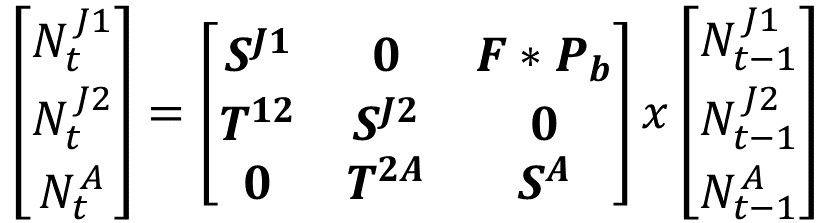 N_t^{J1} = S^{J1} 0 F * P_b x N_{t-1}^{J1}
N_t^{J2} T^{12} S^{J2} 0 N_{t-1}^{J2}
N_t^A 0 T^{2A} S^A N_{t-1}^A